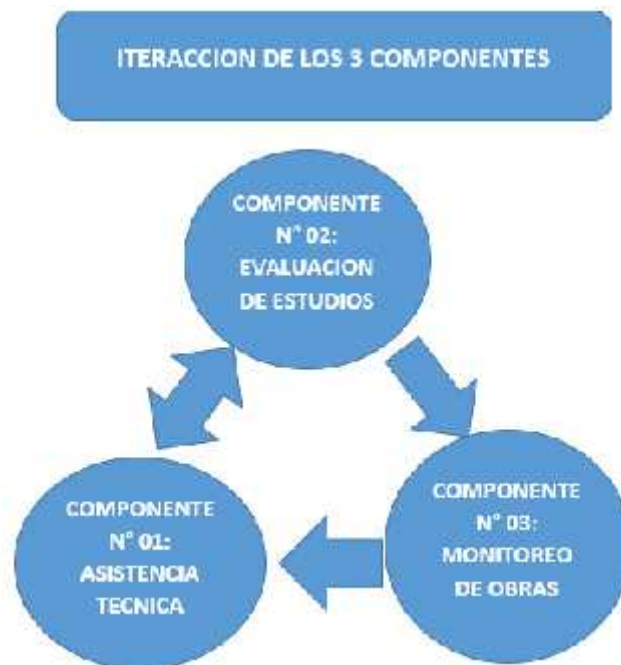 ITERACCION DE LOS 3 COMPONENTES
COMPONENTE
N° 02:
EVALUACION
DE ESTUDIOS
COMPONENTE
N° 01:
ASISTENCIA
TECNICA
COMPONENTE
N° 03:
MONITOREO
DE OBRAS